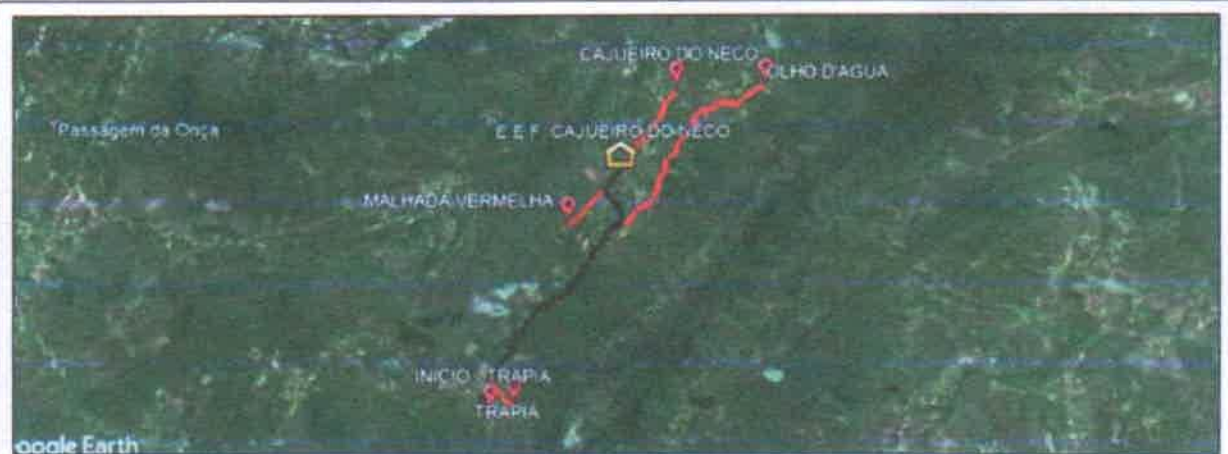 CAJUEIRO DO NECO
OLHO D'AGUA
Passagem da Onça
E E F CAJUEIRO DO NECO
MALHADA VERMELHA
INICIO - TRAPIA
TRAPIA
oogle Earth